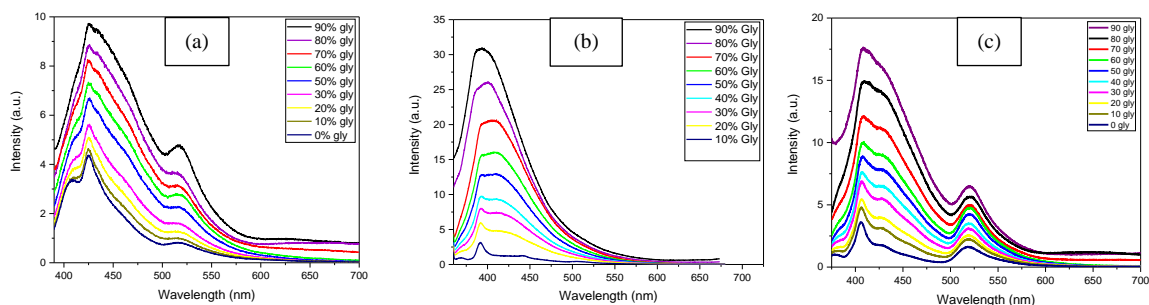 (a)
90% gly
80% gly
70% gly
60% gly
50% gly
30% gly
20% gly
10% gly
0% gly
10
8
6
4
2
0
Intensity (a.u.)
400 450 500 550 600 650 700
Wavelength (nm)
(b)
90% Gly
80% Gly
70% Gly
60% Gly
50% Gly
40% Gly
30% Gly
20% Gly
10% Gly
35
30
25
20
15
10
5
0
Intensity (a.u.)
400 450 500 550 600 650 700
Wavelength (nm)
(c)
90 gly
80 gly
70 gly
60 gly
50 gly
40 gly
30 gly
20 gly
10 gly
0 gly
20
15
10
5
0
Intensity (a.u.)
400 450 500 550 600 650 700
Wavelength (nm)